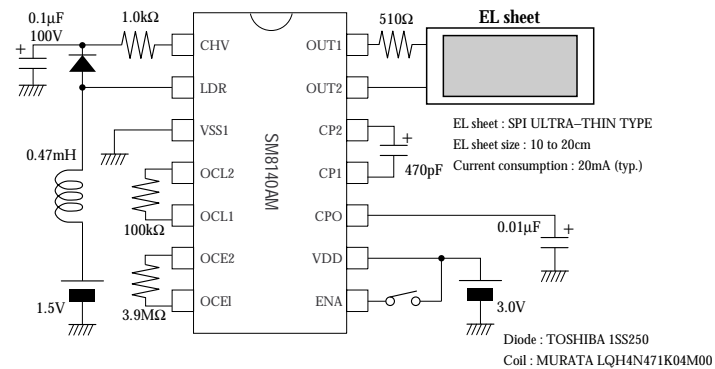 0.1μF
100V
+
1.0kΩ
CHV
OUT1
510Ω
EL sheet
LDR
OUT2
EL sheet : SPI ULTRA–THIN TYPE
EL sheet size : 10 to 20cm
Current consumption : 20mA (typ.)
VSS1
CP2
+
0.47mH
SM8140AM
OCL2
CP1
470pF
OCL1
CPO
100kΩ
0.01μF
+
OCE2
VDD
1.5V
OCEl
ENA
3.0V
3.9MΩ
Diode : TOSHIBA 1SS250
Coil : MURATA LQH4N471K04M00